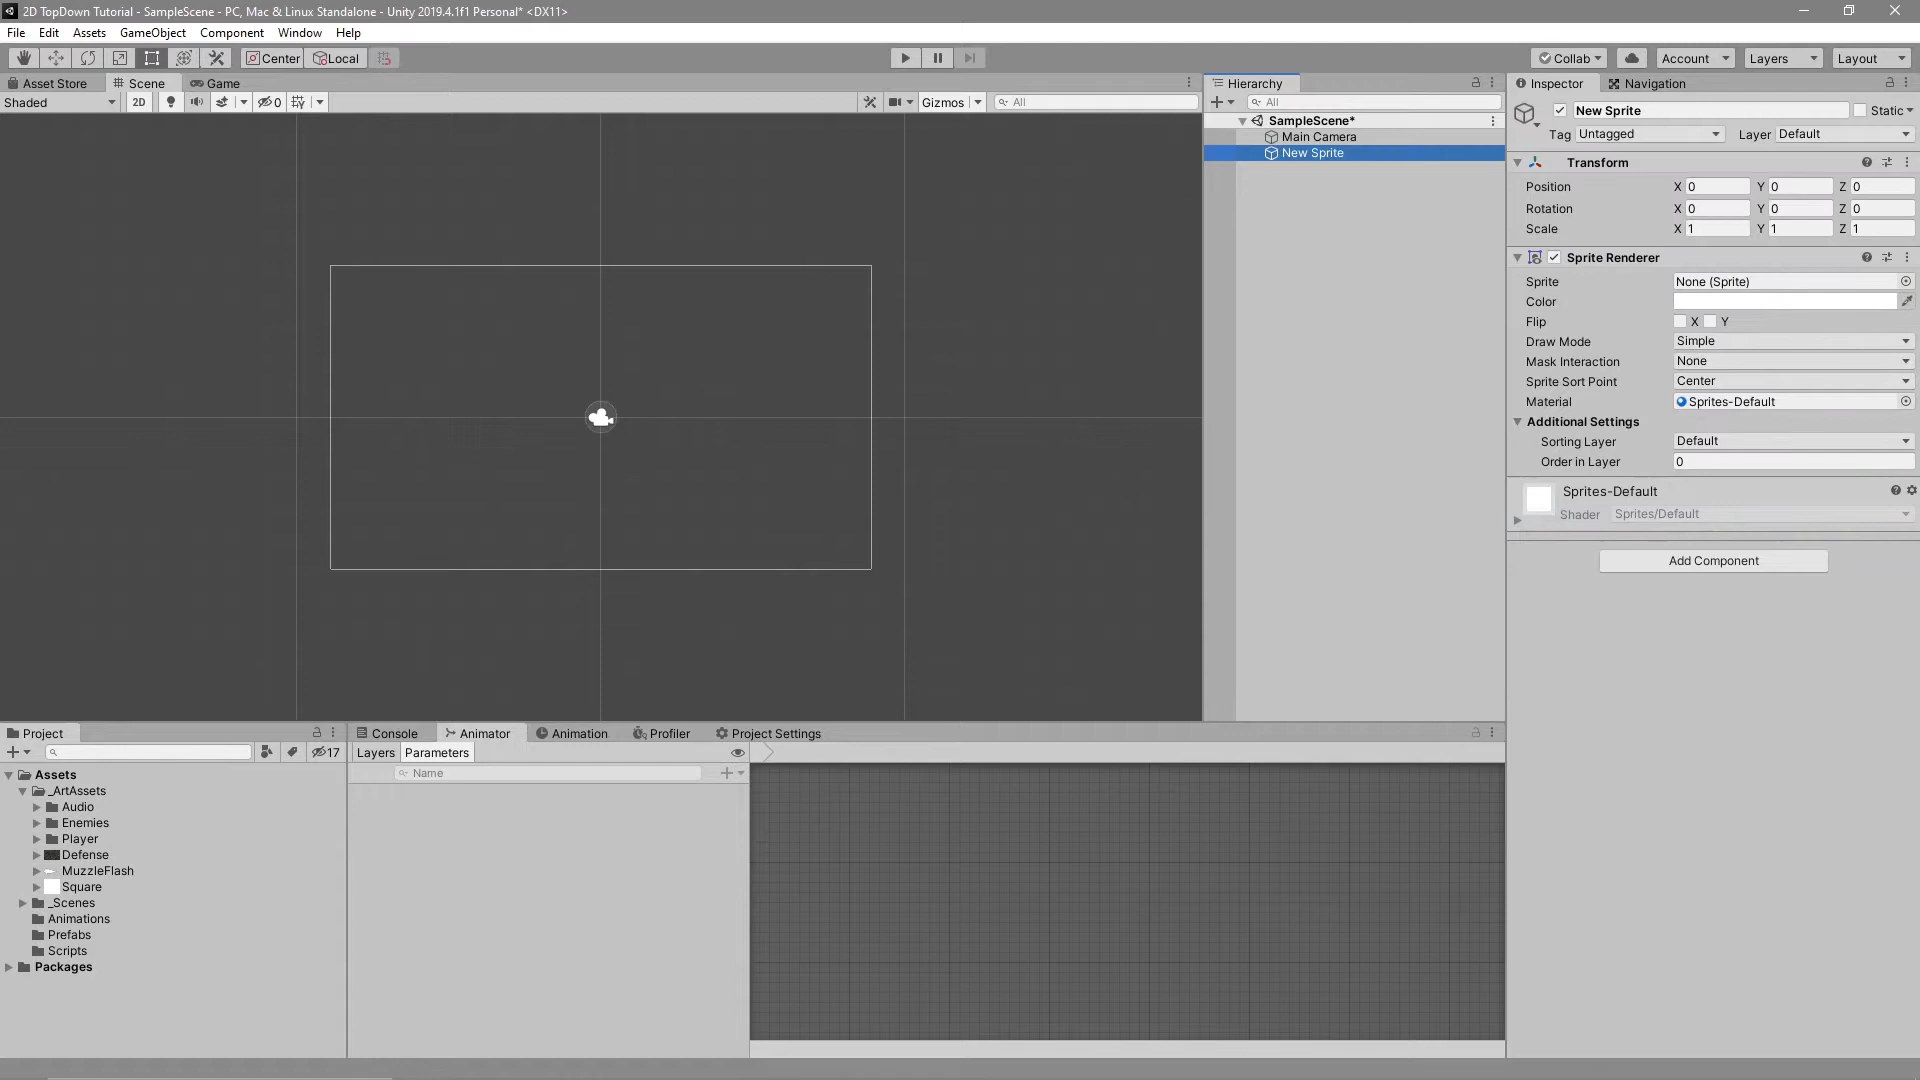 2D TopDown Tutorial - SampleScene - PC, Mac & Linux Standalone - Unity 2019.4.1f1 Personal* <DX11>
File Edit Assets GameObject Component Window Help
Center Local Collab Account Layers Layout
Asset Store Scene Game
Shaded 2D 0 Gizmos All
Hierarchy
All
SampleScene*
Main Camera
New Sprite
Inspector Navigation
New Sprite Static
Tag Untagged Layer Default
Transform
Position X 0 Y 0 Z 0
Rotation X 0 Y 0 Z 0
Scale X 1 Y 1 Z 1
Sprite Renderer
Sprite None (Sprite)
Color
Flip X Y
Draw Mode Simple
Mask Interaction None
Sprite Sort Point Center
Material Sprites-Default
Additional Settings
Sorting Layer Default
Order in Layer 0
Sprites-Default
Shader Sprites/Default
Add Component
Project
17
Assets
_ArtAssets
Audio
Enemies
Player
Defense
MuzzleFlash
Square
_Scenes
Animations
Prefabs
Scripts
Packages
Console Animator Animation Profiler Project Settings
Layers Parameters
Name